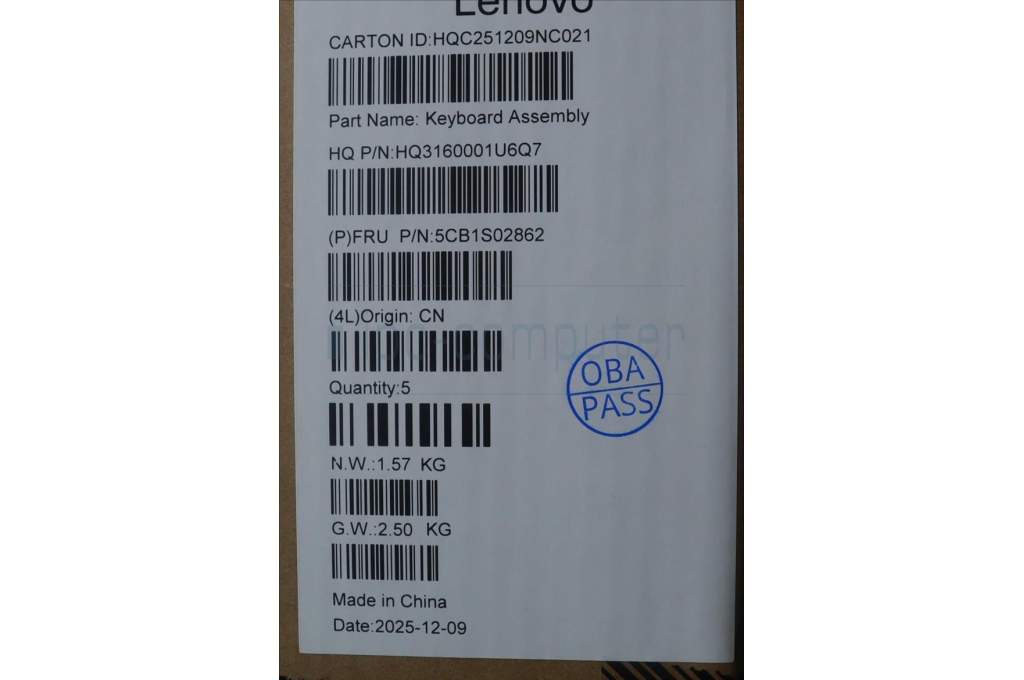 Lenovo
CARTON ID:HQC251209NC021
Part Name: Keyboard Assembly
HQ P/N:HQ3160001U6Q7
(P)FRU P/N:5CB1S02862
(4L)Origin: CN
Quantity:5
OBA
PASS
N.W.:1.57 KG
G.W.:2.50 KG
Made in China
Date:2025-12-09